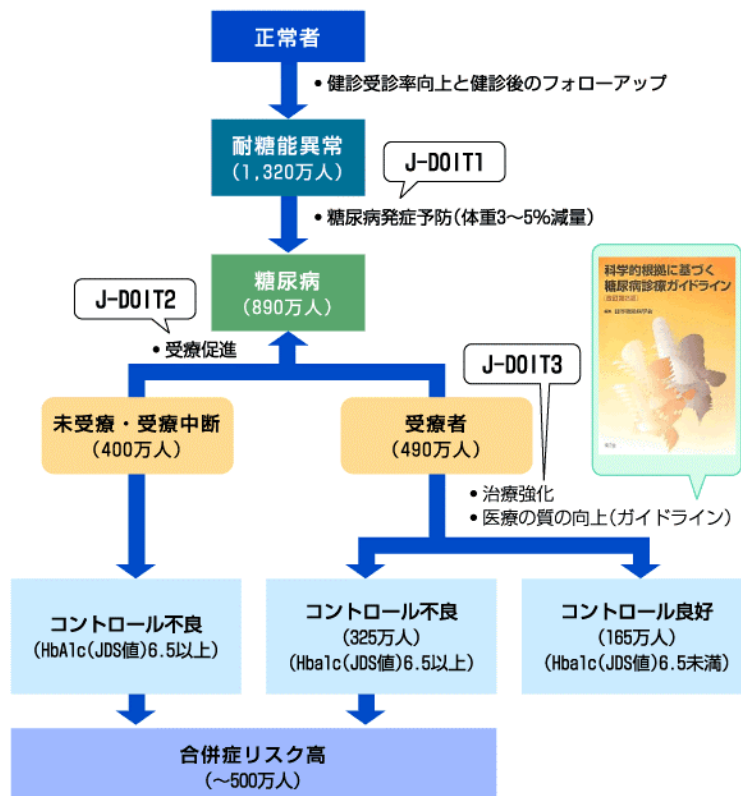 正常者
• 健診受診率向上と健診後のフォローアップ
耐糖能異常
(1,320万人)
J-DOIT1
• 糖尿病発症予防(体重3～5%減量)
糖尿病
(890万人)
J-DOIT2
• 受療促進
科学的根拠に基づく
糖尿病診療ガイドライン
J-DOIT3
未受療・受療中断
(400万人)
受療者
(490万人)
• 治療強化
• 医療の質の向上(ガイドライン)
コントロール不良
(HbA1c(JDS値)6.5以上)
コントロール不良
(325万人)
(Hba1c(JDS値)6.5以上)
コントロール良好
(165万人)
(Hba1c(JDS値)6.5未満)
合併症リスク高
(～500万人)